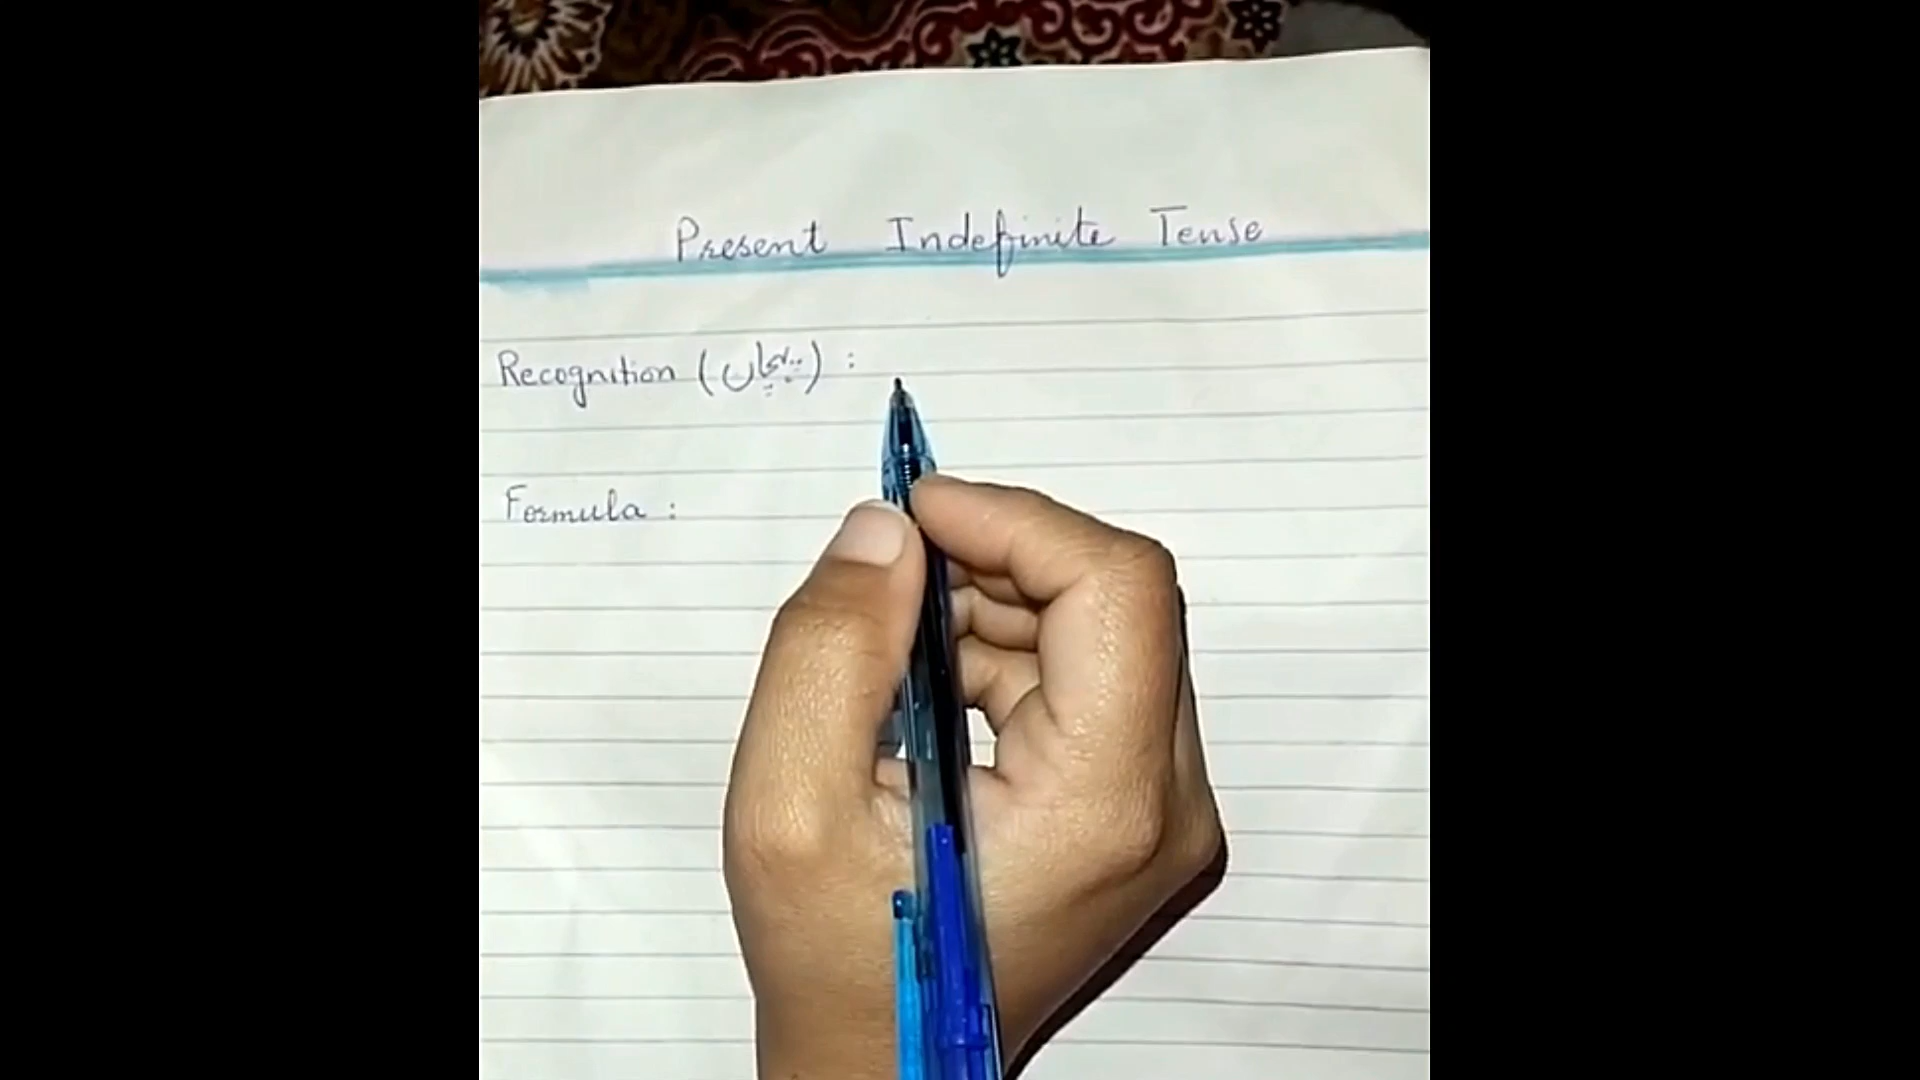 Present Indefinite Tense
Recognition (پہچان) :
Formula :